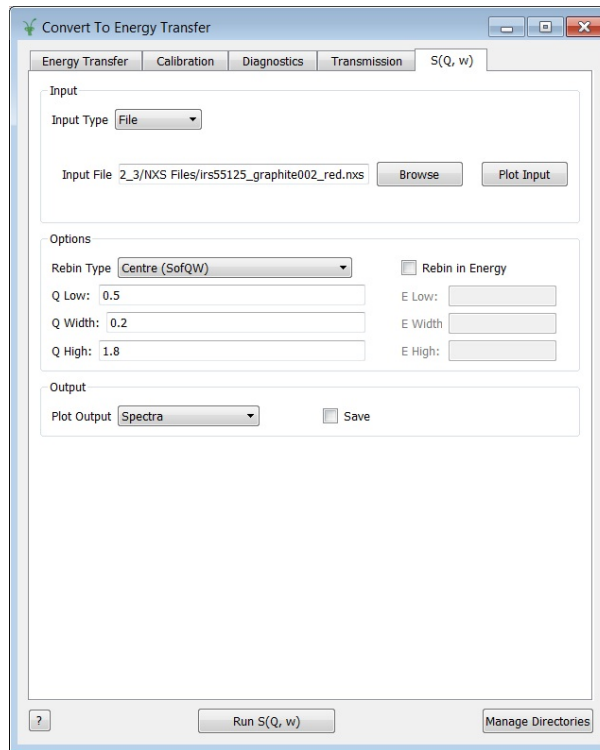 Convert To Energy Transfer
Energy Transfer Calibration Diagnostics Transmission S(Q, w)
Input
Input Type File
Input File 2_3/NXS Files/irs55125_graphite002_red.nxs Browse Plot Input
Options
Rebin Type Centre (SofQW) Rebin in Energy
Q Low: 0.5 E Low:
Q Width: 0.2 E Width
Q High: 1.8 E High:
Output
Plot Output Spectra Save
? Run S(Q, w) Manage Directories